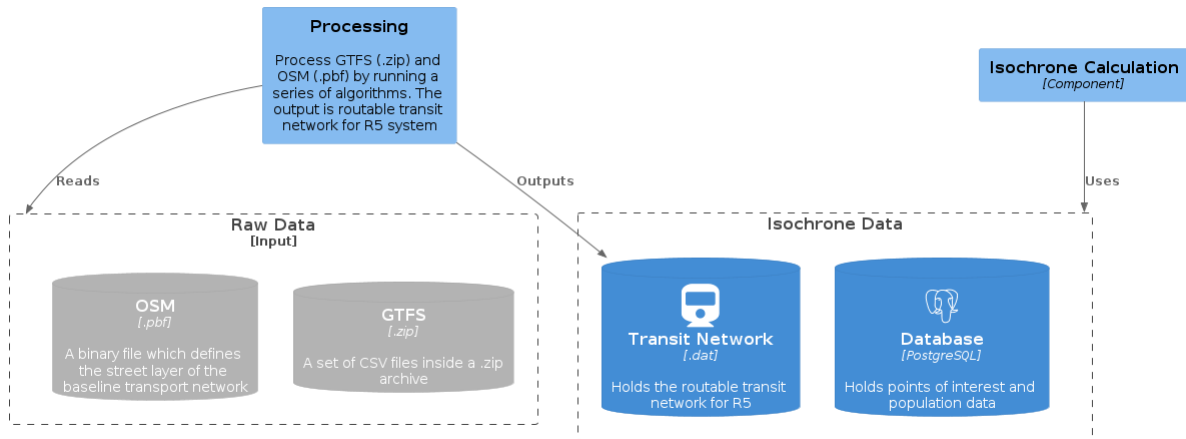 Processing
Process GTFS (.zip) and
OSM (.pbf) by running a
series of algorithms. The
output is routable transit
network for R5 system
Isochrone Calculation
[Component]
Reads
Outputs
Uses
Raw Data
[Input]
OSM
[.pbf]
A binary file which defines
the street layer of the
baseline transport network
GTFS
[.zip]
A set of CSV files inside a .zip
archive
Isochrone Data
Transit Network
[.dat]
Holds the routable transit
network for R5
Database
[PostgreSQL]
Holds points of interest and
population data